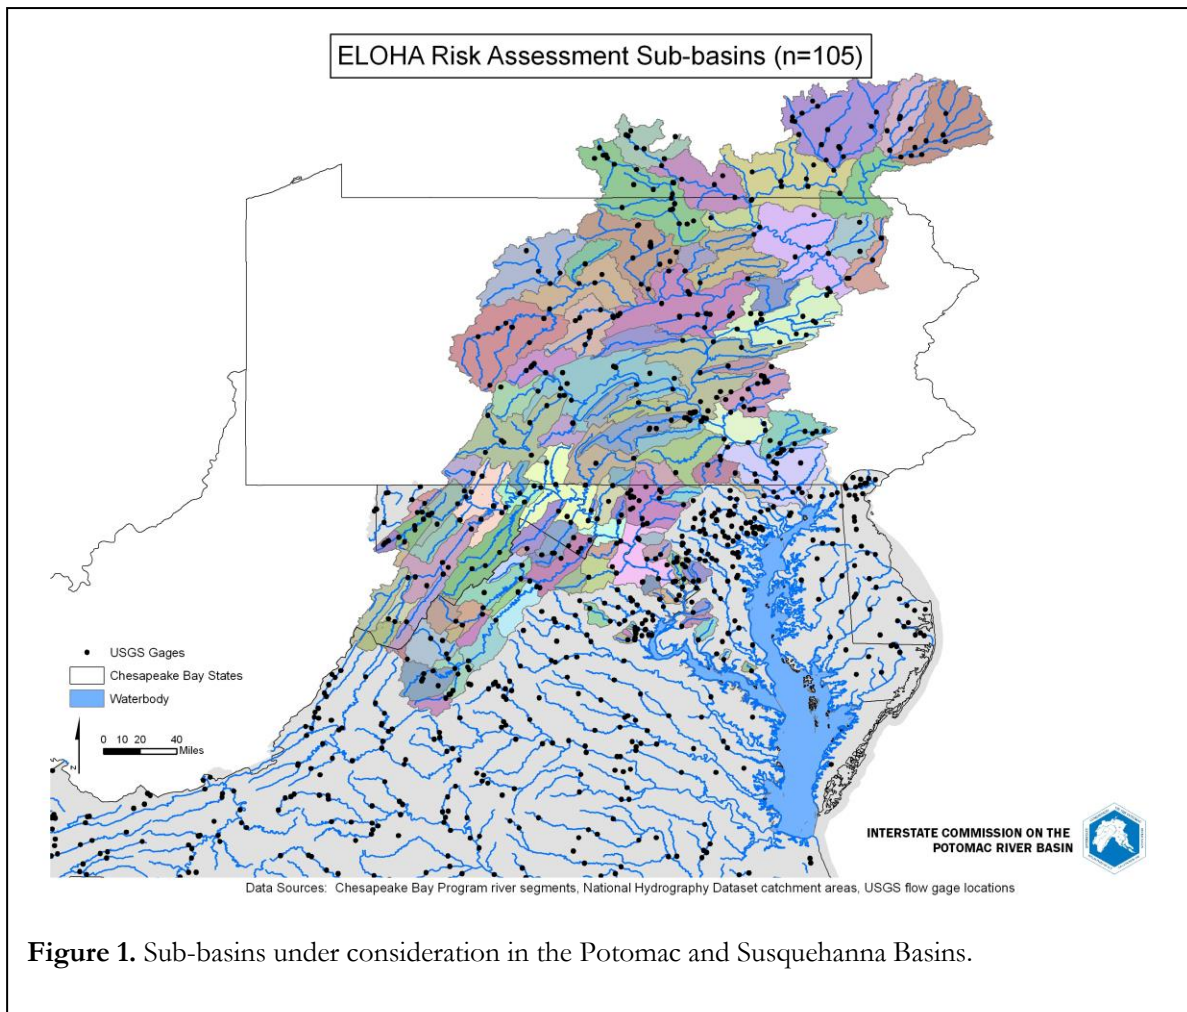 ELOHA Risk Assessment Sub-basins (n=105)
USGS Gages
Chesapeake Bay States
Waterbody
N
0 10 20 40
Miles
INTERSTATE COMMISSION ON THE
POTOMAC RIVER BASIN
Data Sources: Chesapeake Bay Program river segments, National Hydrography Dataset catchment areas, USGS flow gage locations
Figure 1. Sub-basins under consideration in the Potomac and Susquehanna Basins.